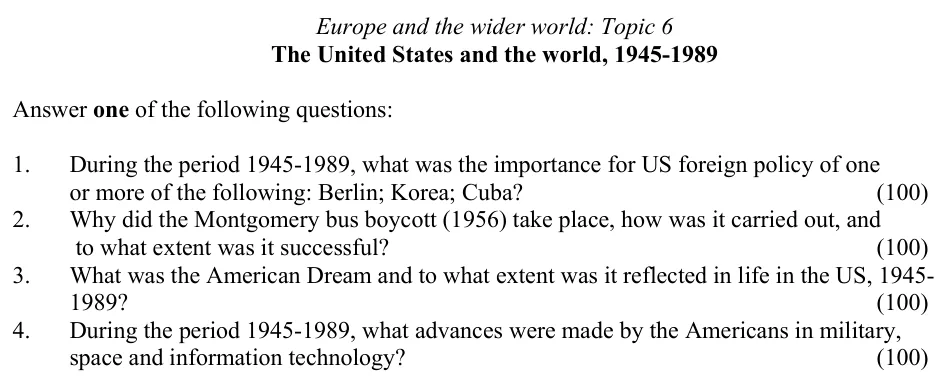 Europe and the wider world: Topic 6
The United States and the world, 1945-1989
Answer one of the following questions:
1. During the period 1945-1989, what was the importance for US foreign policy of one
or more of the following: Berlin; Korea; Cuba? (100)
2. Why did the Montgomery bus boycott (1956) take place, how was it carried out, and
to what extent was it successful? (100)
3. What was the American Dream and to what extent was it reflected in life in the US, 1945-
1989? (100)
4. During the period 1945-1989, what advances were made by the Americans in military,
space and information technology? (100)